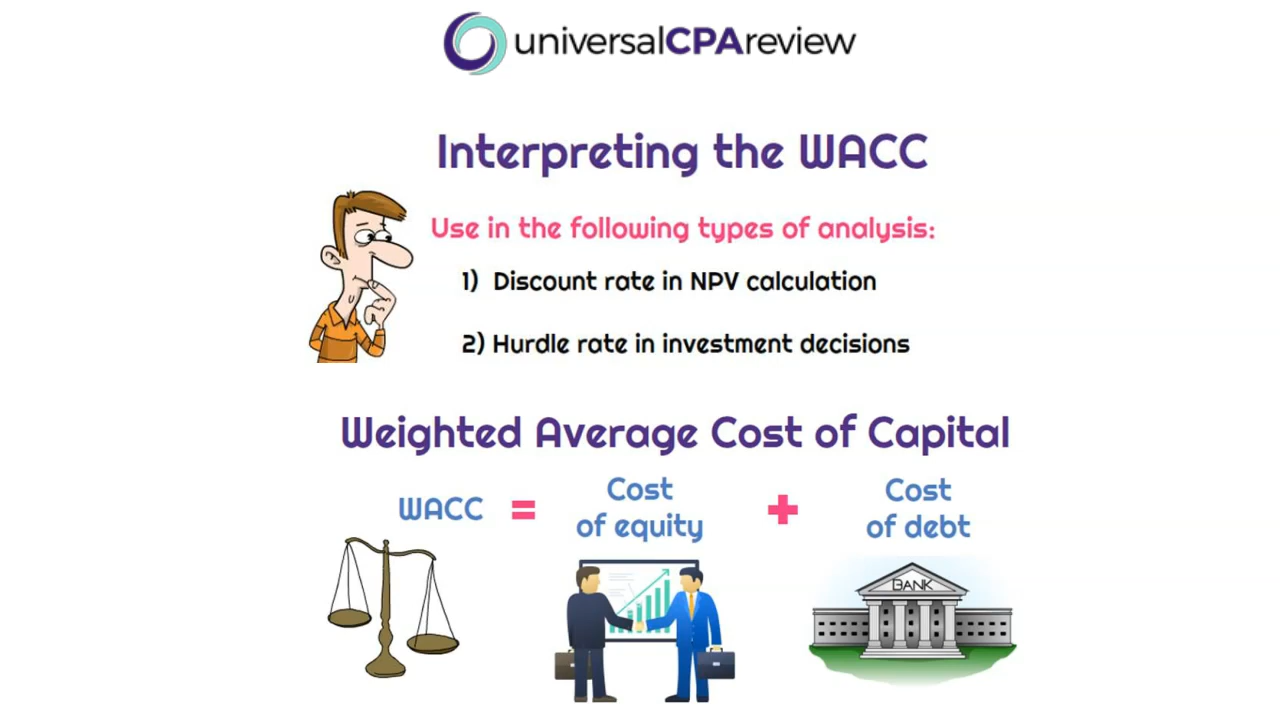 universalCPAreview
Interpreting the WACC
Use in the following types of analysis:
1) Discount rate in NPV calculation
2) Hurdle rate in investment decisions
Weighted Average Cost of Capital
WACC = Cost of equity + Cost of debt
BANK